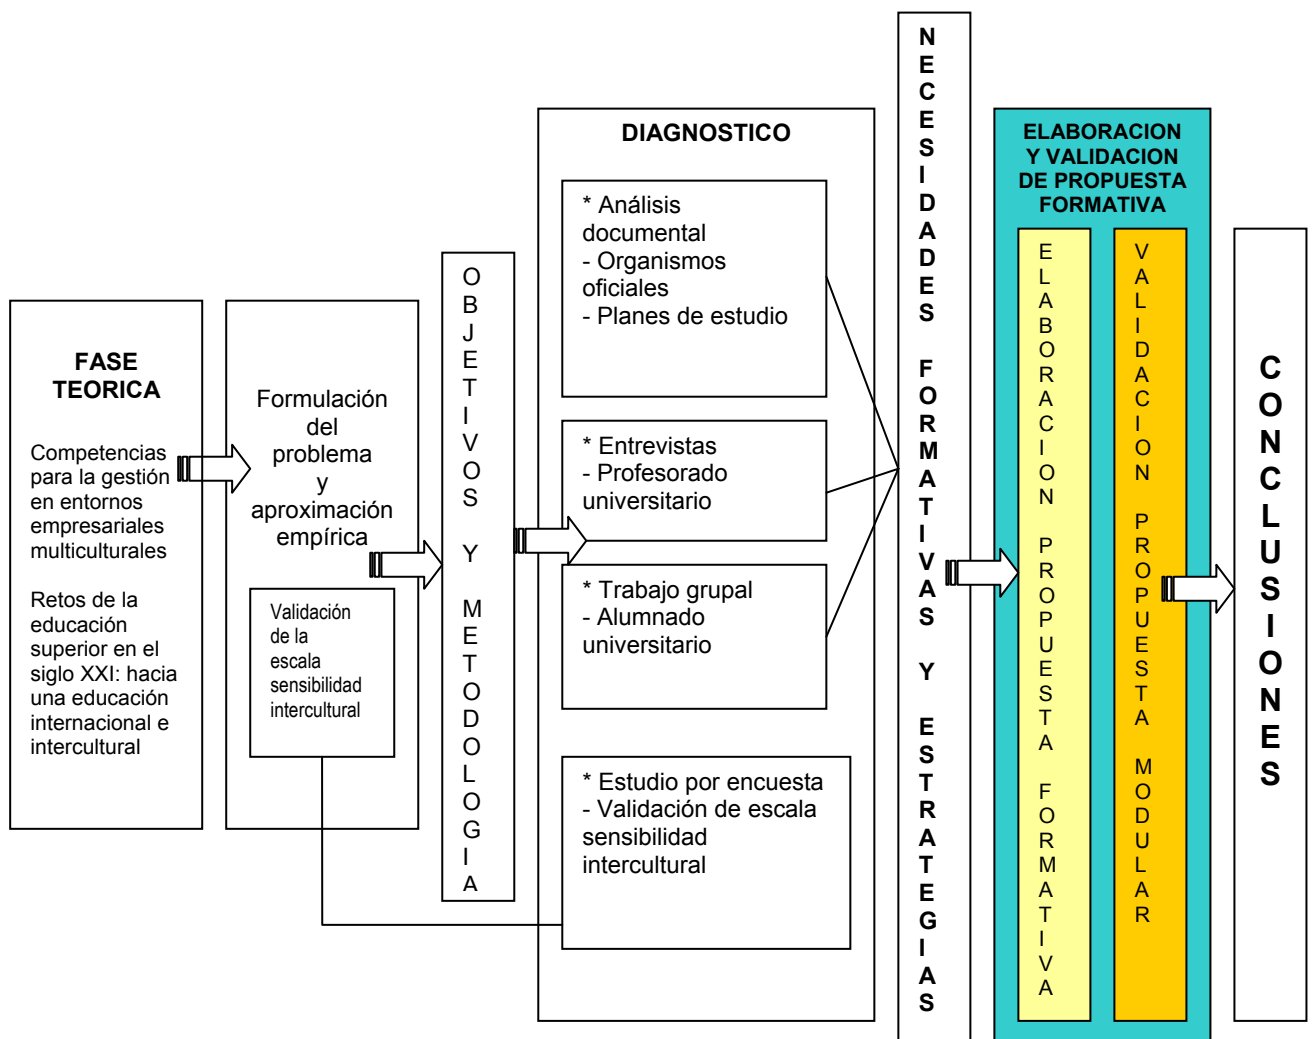 FASE
TEORICA
Competencias
para la gestión
en entornos
empresariales
multiculturales
Retos de la
educación
superior en el
siglo XXI: hacia
una educación
internacional e
intercultural
Formulación
del
problema
y
aproximación
empírica
Validación
de la
escala
sensibilidad
intercultural
OBJETIVOS Y METODOLOGIA
DIAGNOSTICO
* Análisis
documental
- Organismos
oficiales
- Planes de estudio
* Entrevistas
- Profesorado
universitario
* Trabajo grupal
- Alumnado
universitario
* Estudio por encuesta
- Validación de escala
sensibilidad
intercultural
NECESIDADES FORMATIVAS Y ESTRATEGIAS
ELABORACION
Y VALIDACION
DE PROPUESTA
FORMATIVA
ELABORACION PROPUESTA FORMATIVA
VALIDACION PROPUESTA MODULAR
CONCLUSIONES